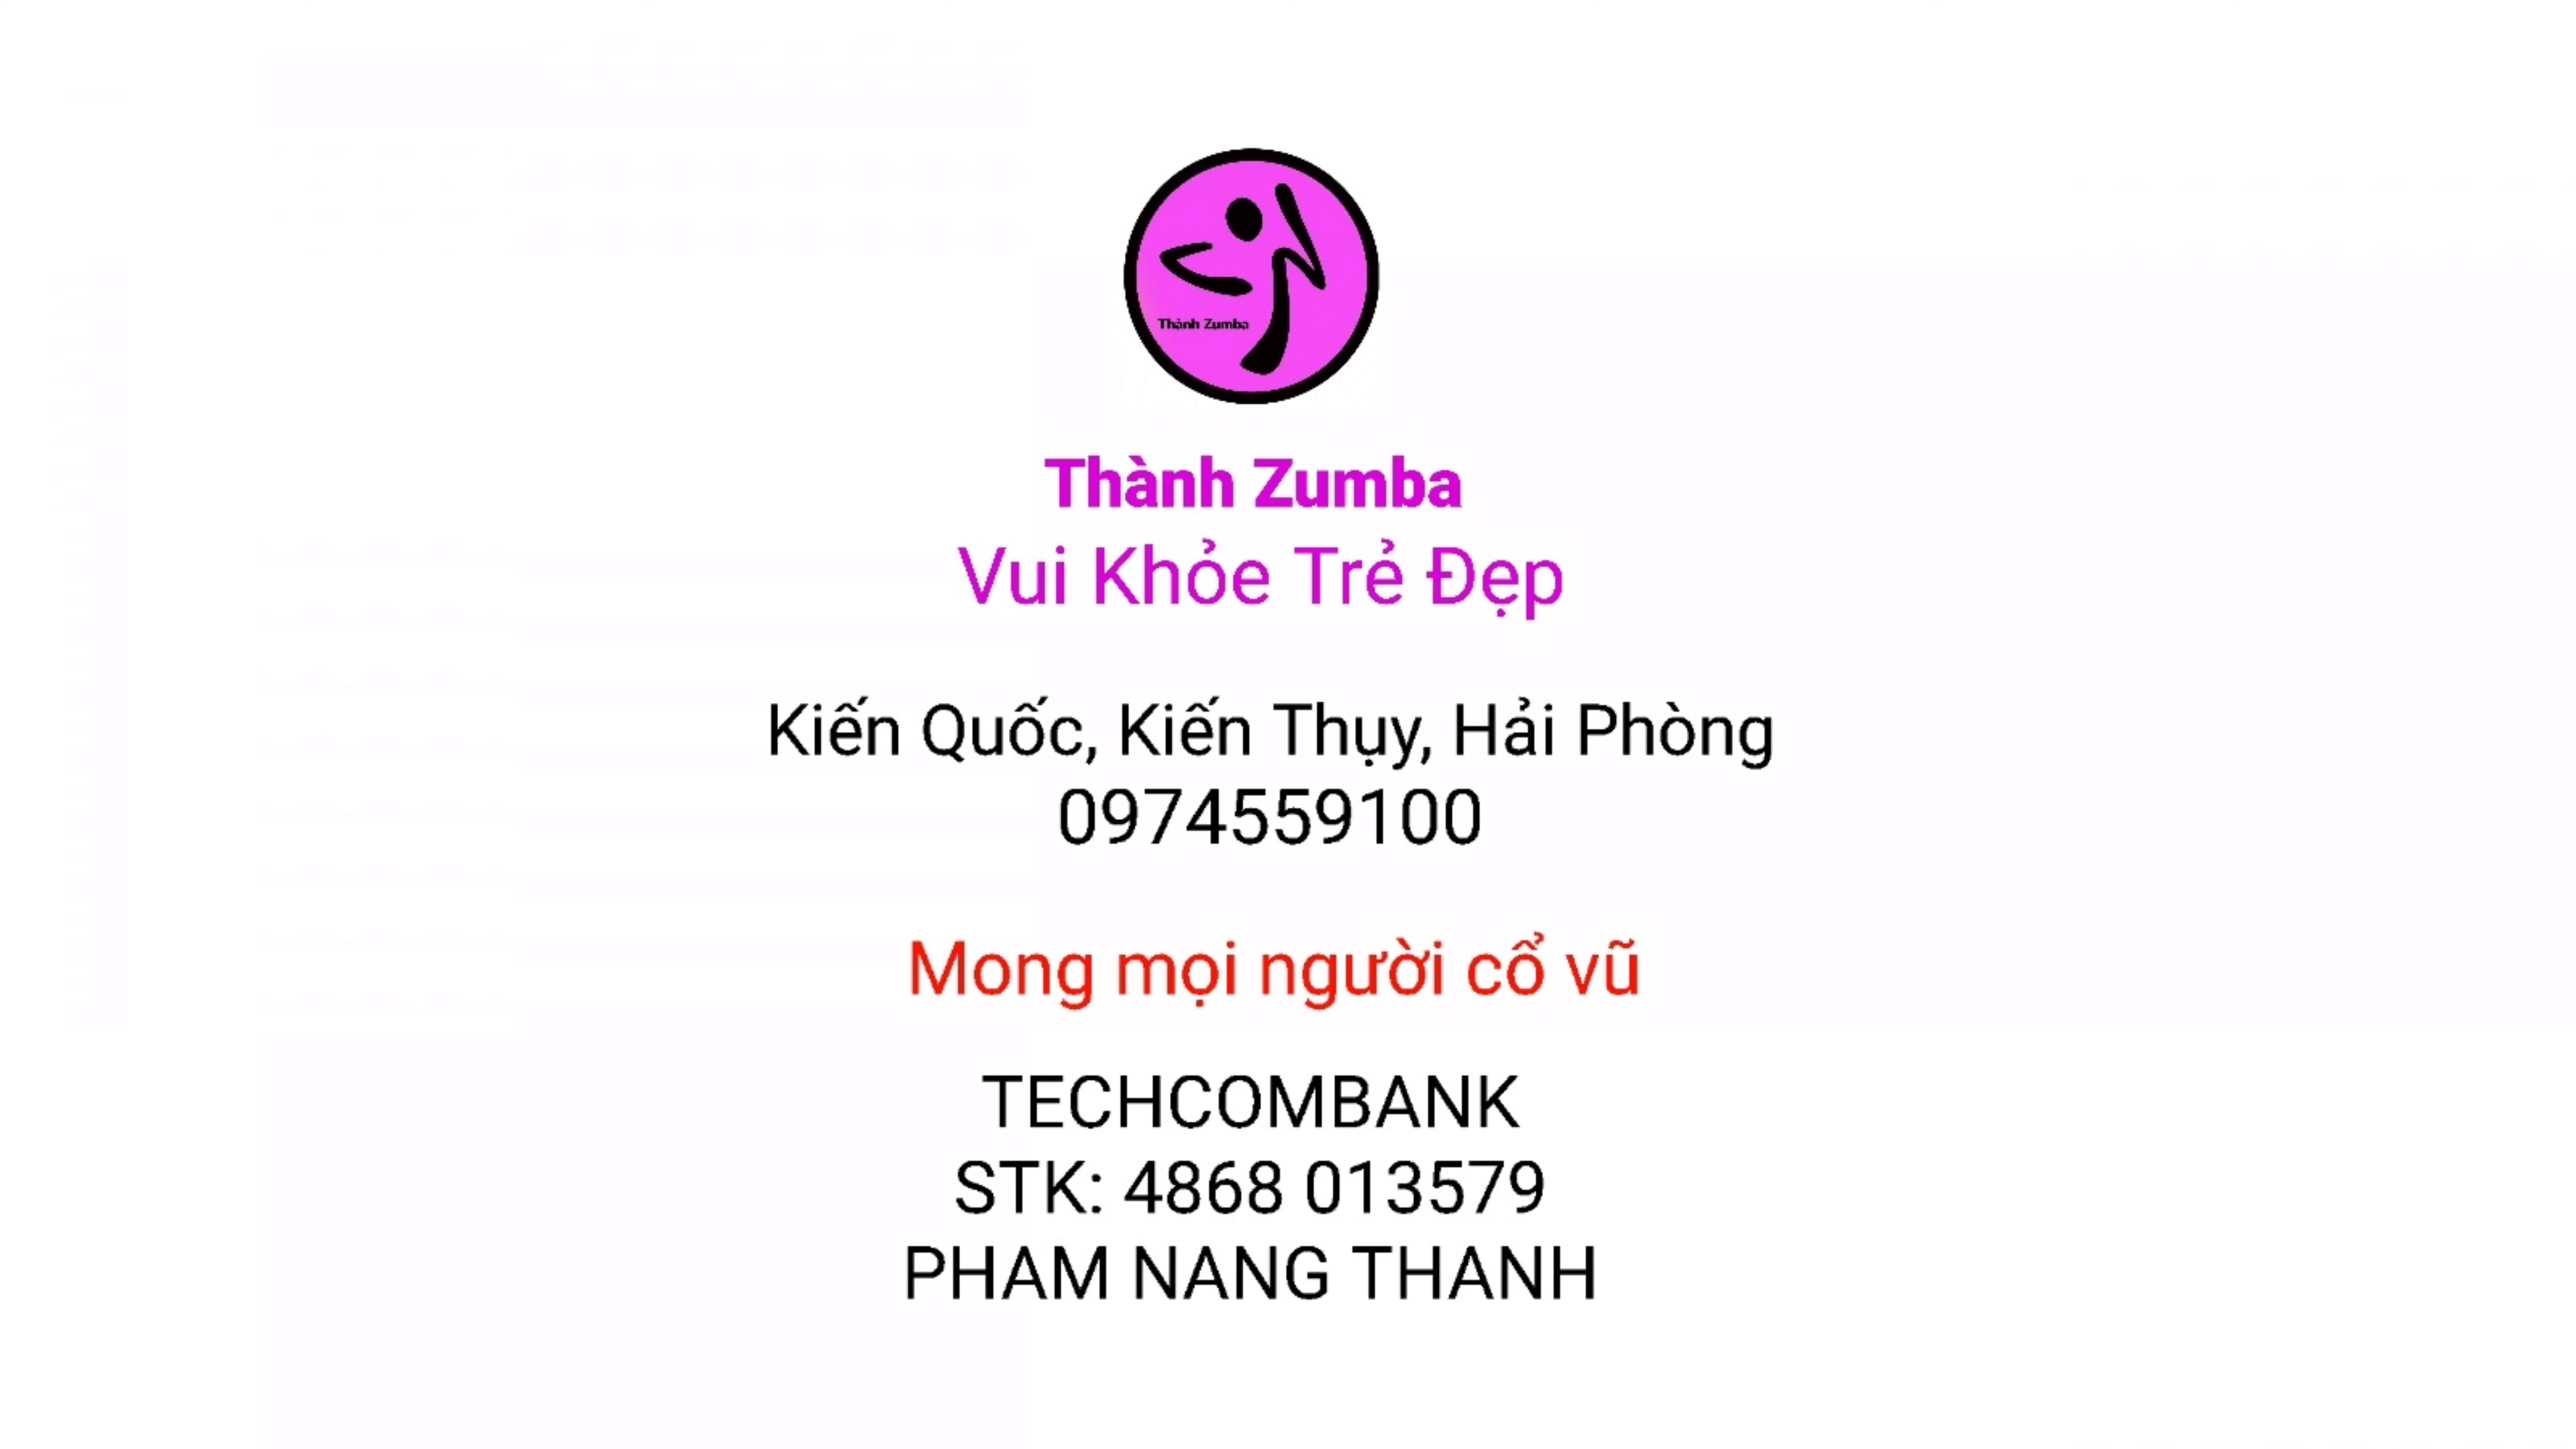 Thành Zumba
Thành Zumba
Vui Khỏe Trẻ Đẹp
Kiến Quốc, Kiến Thụy, Hải Phòng
0974559100
Mong mọi người cổ vũ
TECHCOMBANK
STK: 4868 013579
PHAM NANG THANH